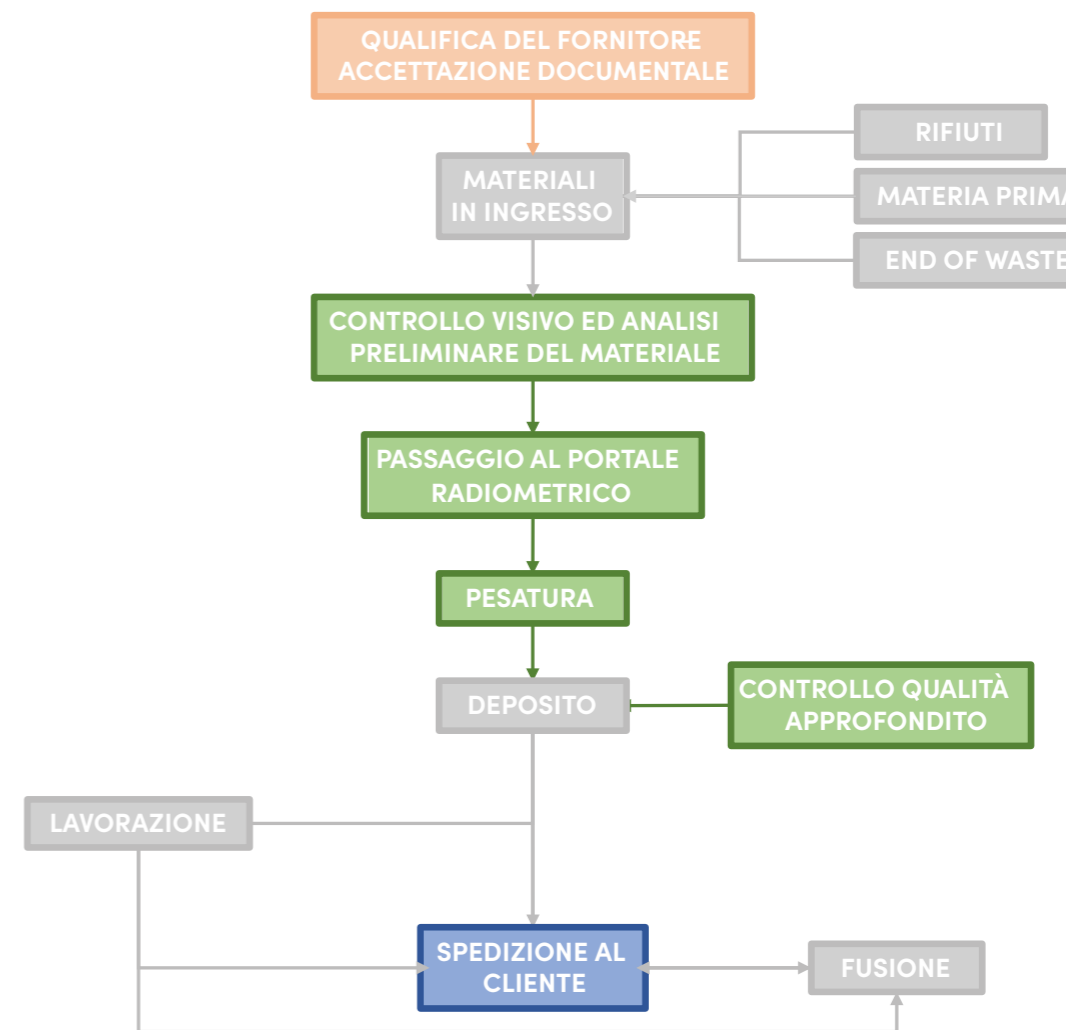 QUALIFICA DEL FORNITORE
ACCETTAZIONE DOCUMENTALE
MATERIALI
IN INGRESSO
RIFIUTI
MATERIA PRIMA
END OF WASTE
CONTROLLO VISIVO ED ANALISI
PRELIMINARE DEL MATERIALE
PASSAGGIO AL PORTALE
RADIOMETRICO
PESATURA
DEPOSITO
CONTROLLO QUALITÀ
APPROFONDITO
LAVORAZIONE
SPEDIZIONE AL
CLIENTE
FUSIONE